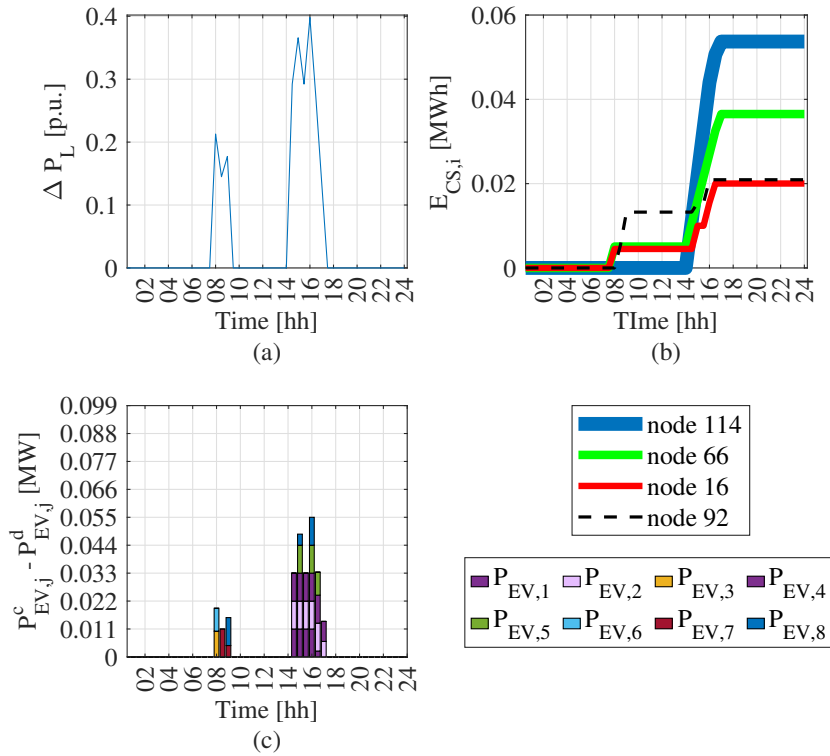 0.4
0.3
0.2
0.1
0
Δ P_L [p.u.]
02 04 06 08 10 12 14 16 18 20 22 24
Time [hh]
(a)
0.06
0.04
0.02
0
E_CS,i [MWh]
02 04 06 08 10 12 14 16 18 20 22 24
TIme [hh]
(b)
0.099
0.088
0.077
0.066
0.055
0.044
0.033
0.022
0.011
0
P^c_EV,j - P^d_EV,j [MW]
02 04 06 08 10 12 14 16 18 20 22 24
Time [hh]
(c)
node 114
node 66
node 16
node 92
P_EV,1 P_EV,2 P_EV,3 P_EV,4
P_EV,5 P_EV,6 P_EV,7 P_EV,8